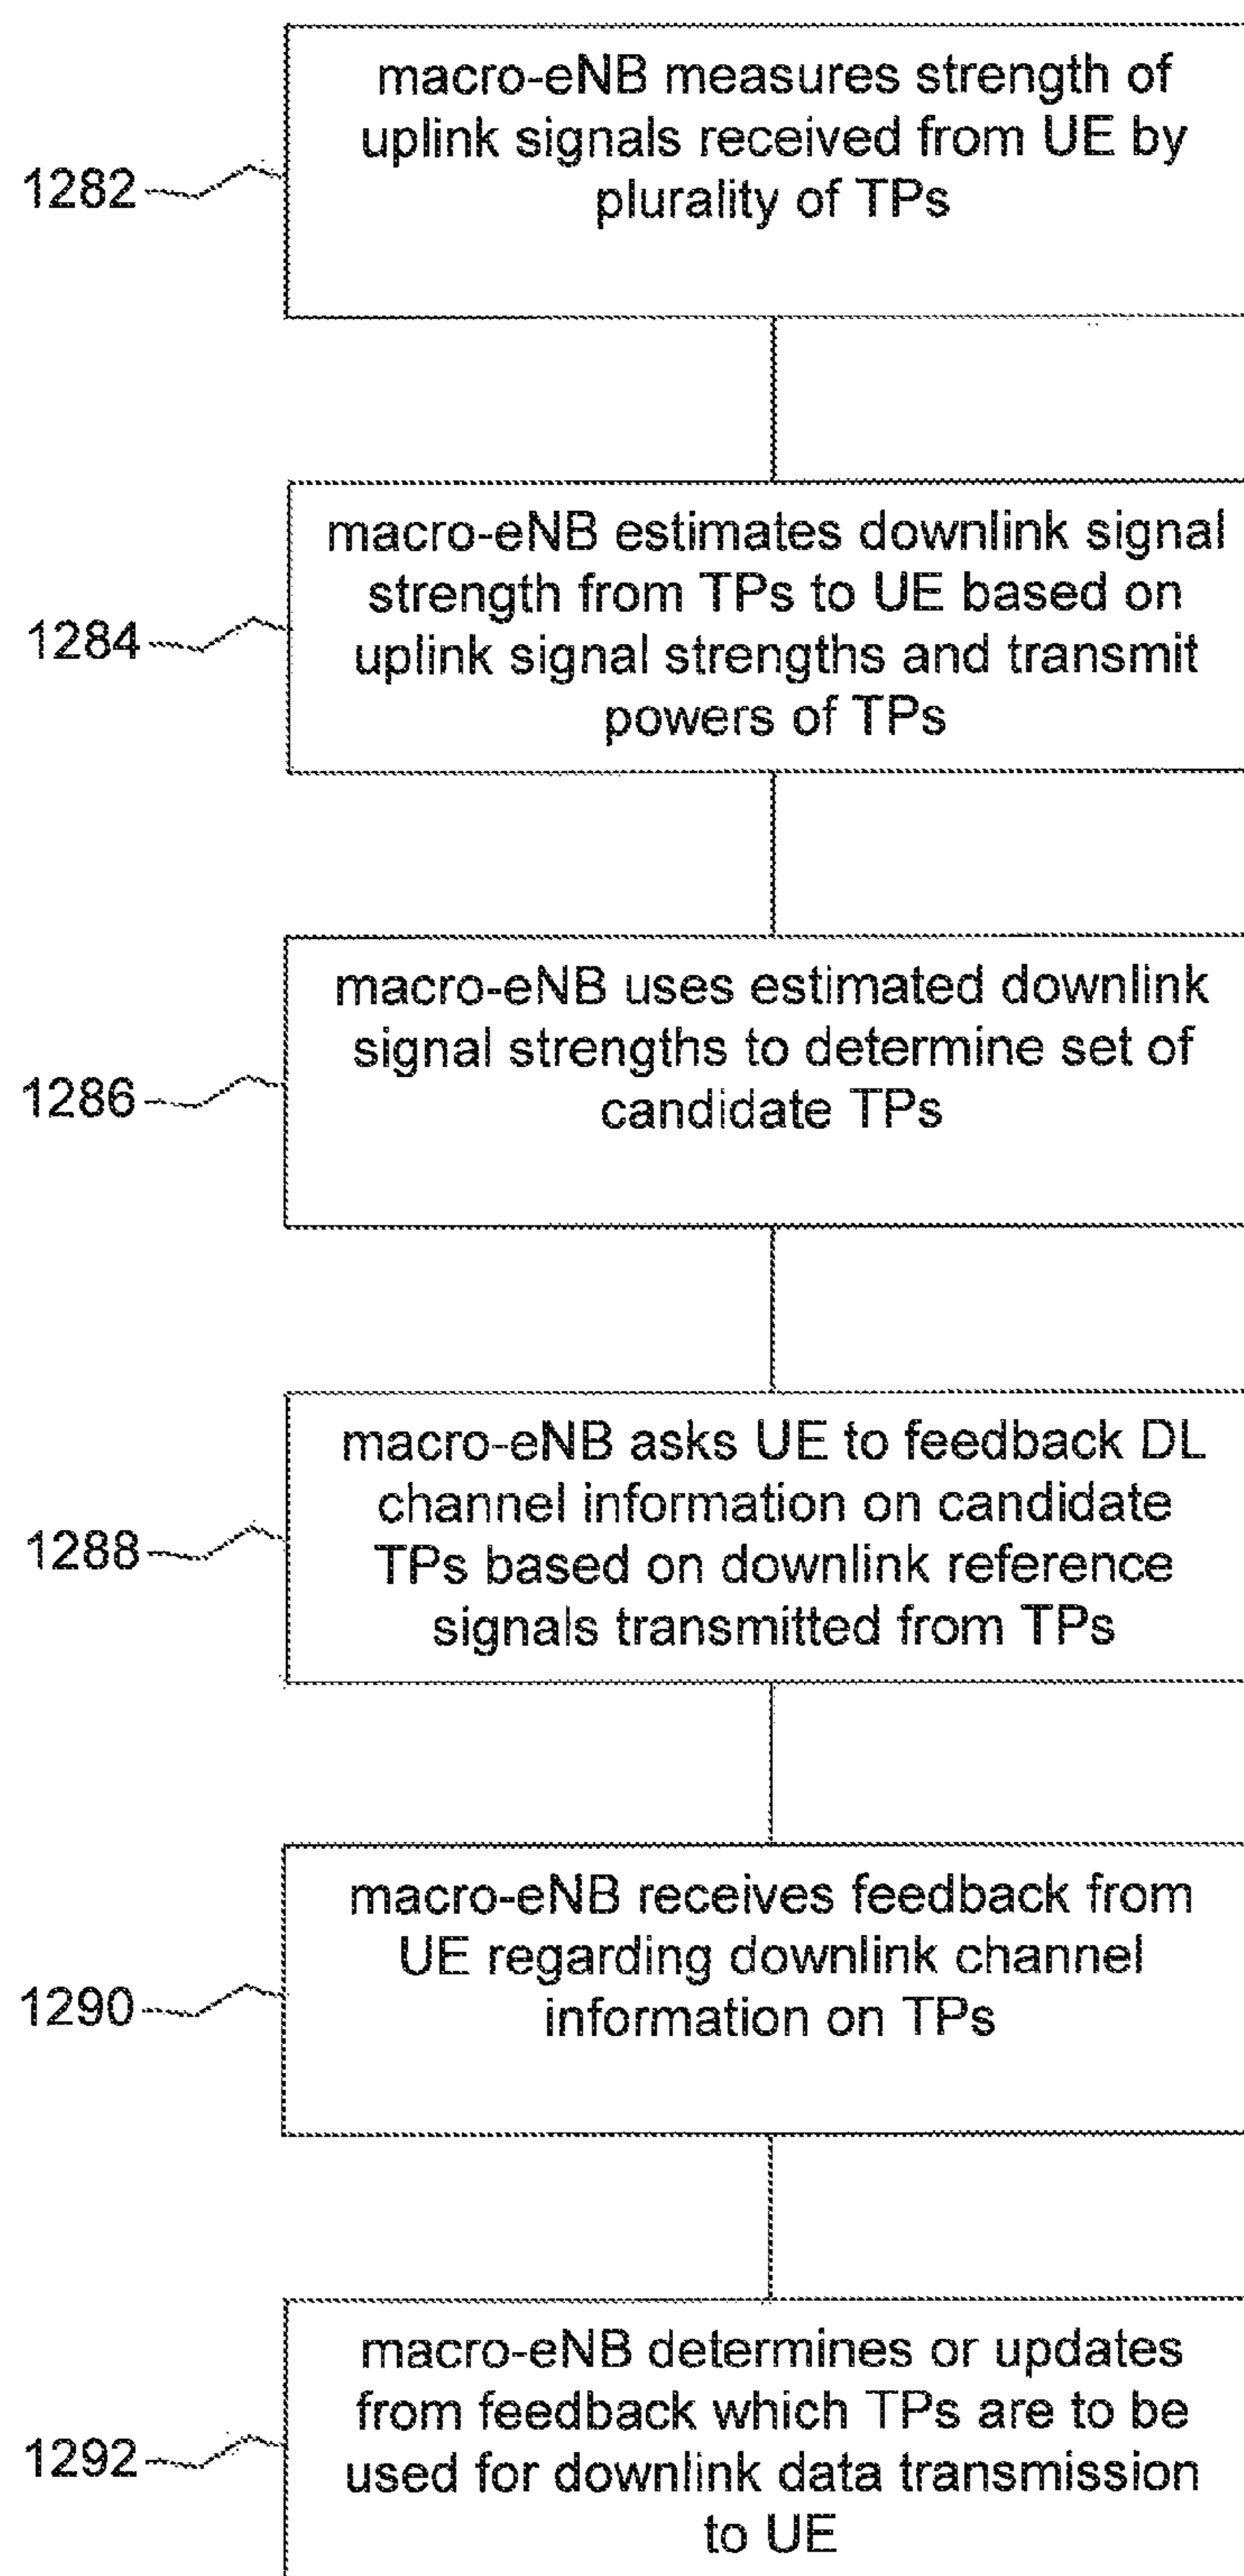 macro-eNB measures strength of
uplink signals received from UE by
plurality of TPs
1282
macro-eNB estimates downlink signal
strength from TPs to UE based on
uplink signal strengths and transmit
powers of TPs
1284
macro-eNB uses estimated downlink
signal strengths to determine set of
candidate TPs
1286
macro-eNB asks UE to feedback DL
channel information on candidate
TPs based on downlink reference
signals transmitted from TPs
1288
macro-eNB receives feedback from
UE regarding downlink channel
information on TPs
1290
macro-eNB determines or updates
from feedback which TPs are to be
used for downlink data transmission
to UE
1292